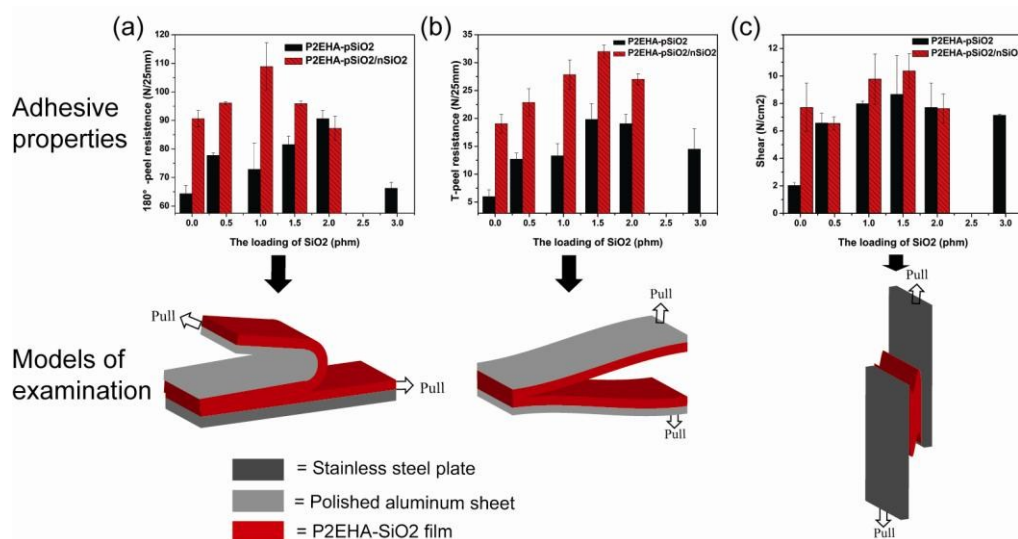 (a)
120
110
100
90
80
70
60
180° -peel resistence (N/25mm)
P2EHA-pSiO2
P2EHA-pSiO2/nSiO2
0.0 0.5 1.0 1.5 2.0 2.5 3.0
The loading of SiO2 (phm)
(b)
35
30
25
20
15
10
5
T-peel resistance (N/25mm)
P2EHA-pSiO2
P2EHA-pSiO2/nSiO2
0.0 0.5 1.0 1.5 2.0 2.5 3.0
The loading of SiO2 (phm)
(c)
12
10
8
6
4
2
0
Shear (N/cm2)
P2EHA-pSiO2
P2EHA-pSiO2/nSiO2
0.0 0.5 1.0 1.5 2.0 2.5 3.0
The loading of SiO2 (phm)
Adhesive
properties
Models of
examination
Pull
Pull
Pull
Pull
Pull
Pull
= Stainless steel plate
= Polished aluminum sheet
= P2EHA-SiO2 film